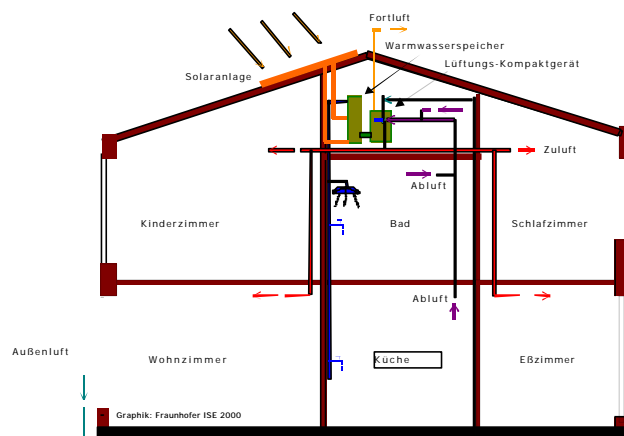 Fortluft
Warmwasserspeicher
Lüftungs-Kompaktgerät
Solaranlage
Zuluft
Abluft
Kinderzimmer
Bad
Schlafzimmer
Abluft
Außenluft
Wohnzimmer
Küche
Eßzimmer
Graphik: Fraunhofer ISE 2000